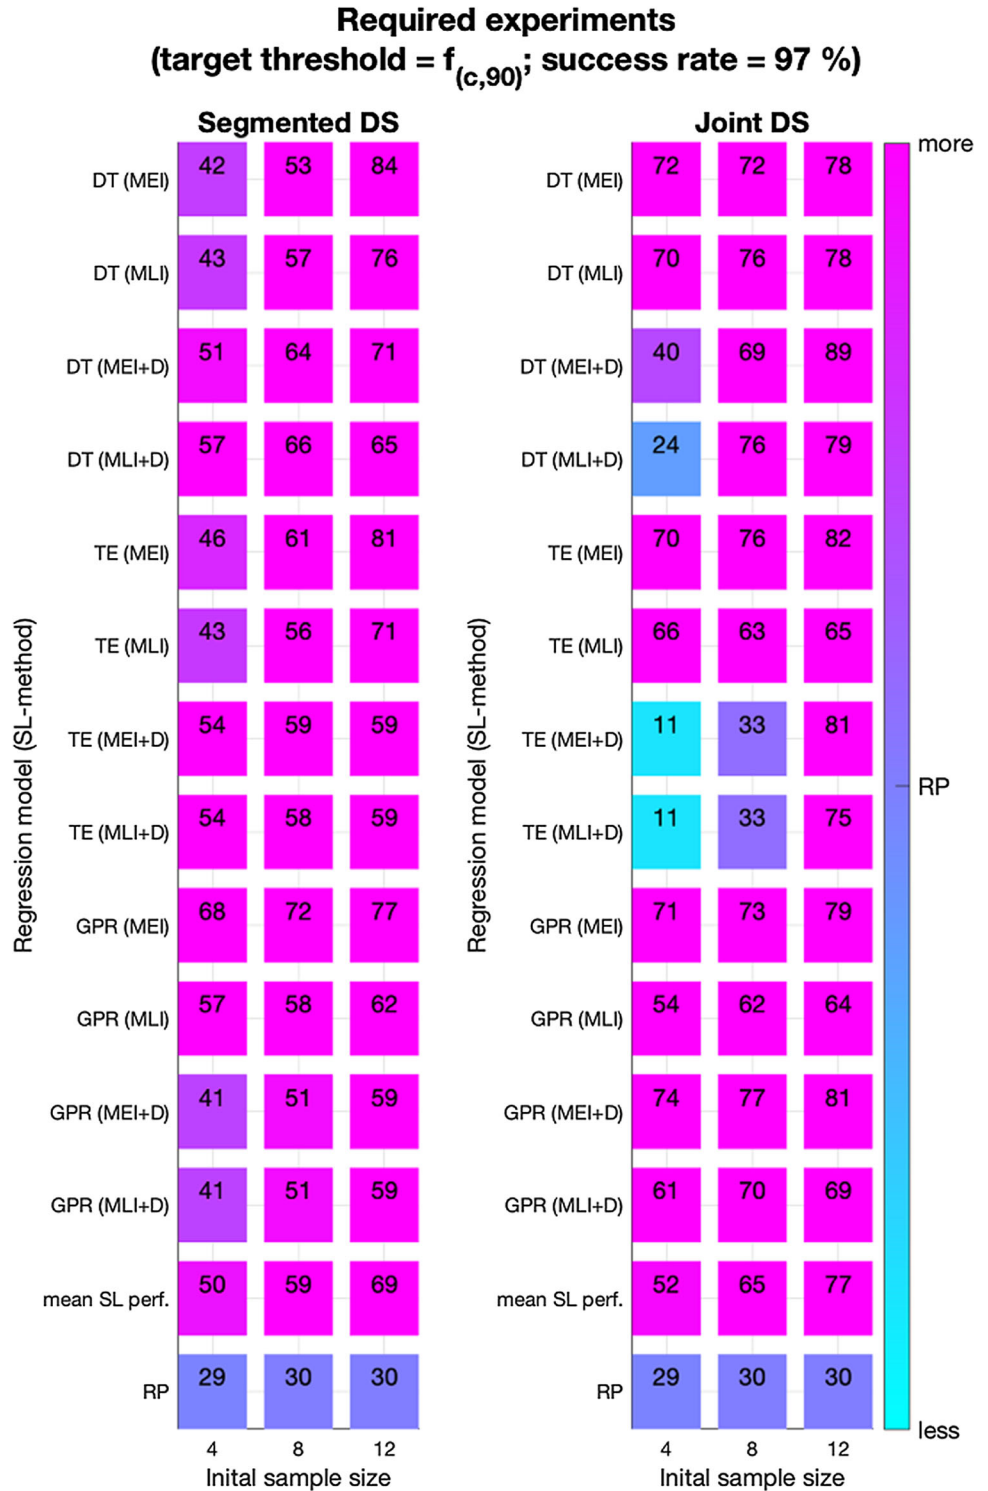 Required experiments
(target threshold = f(c,90); success rate = 97 %)
Segmented DS
DT (MEI) 42 53 84
DT (MLI) 43 57 76
DT (MEI+D) 51 64 71
DT (MLI+D) 57 66 65
TE (MEI) 46 61 81
TE (MLI) 43 56 71
TE (MEI+D) 54 59 59
TE (MLI+D) 54 58 59
GPR (MEI) 68 72 77
GPR (MLI) 57 58 62
GPR (MEI+D) 41 51 59
GPR (MLI+D) 41 51 59
mean SL perf. 50 59 69
RP 29 30 30
4 8 12
Inital sample size
Regression model (SL-method)
Joint DS
DT (MEI) 72 72 78
DT (MLI) 70 76 78
DT (MEI+D) 40 69 89
DT (MLI+D) 24 76 79
TE (MEI) 70 76 82
TE (MLI) 66 63 65
TE (MEI+D) 11 33 81
TE (MLI+D) 11 33 75
GPR (MEI) 71 73 79
GPR (MLI) 54 62 64
GPR (MEI+D) 74 77 81
GPR (MLI+D) 61 70 69
mean SL perf. 52 65 77
RP 29 30 30
4 8 12
Inital sample size
Regression model (SL-method)
more
RP
less